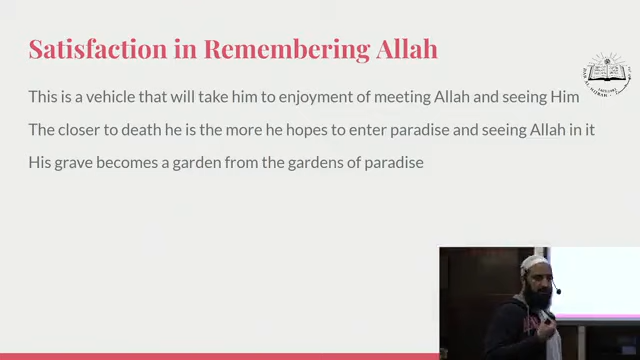 Satisfaction in Remembering Allah
This is a vehicle that will take him to enjoyment of meeting Allah and seeing Him
The closer to death he is the more he hopes to enter paradise and seeing Allah in it
His grave becomes a garden from the gardens of paradise